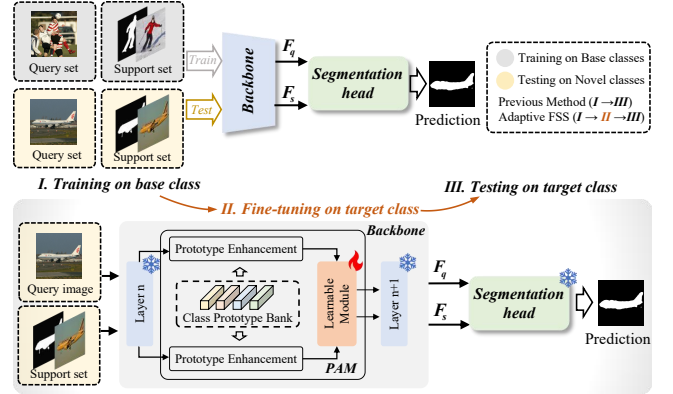 Query set
Support set
Train
Query set
Support set
Test
Backbone
F_q
F_s
Segmentation
head
Prediction
Training on Base classes
Testing on Novel classes
Previous Method (I →III)
Adaptive FSS (I → II →III)
I. Training on base class
II. Fine-tuning on target class
III. Testing on target class
Query image
Support set
Layer n
Prototype Enhancement
Class Prototype Bank
Prototype Enhancement
Learnable
Module
PAM
Backbone
Layer n+1
F_q
F_s
Segmentation
head
Prediction